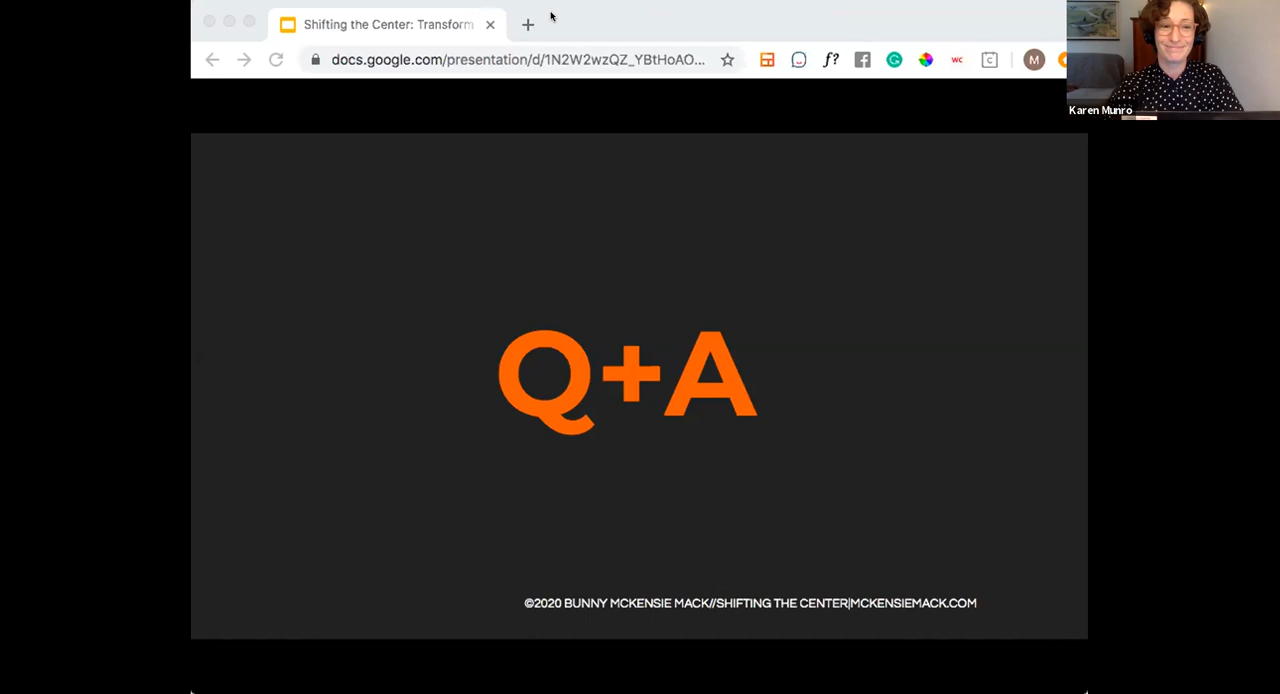 Shifting the Center: Transform
docs.google.com/presentation/d/1N2W2wzQZ_YBtHoAO...
f?
WC
C
M
Karen Munro
Q+A
©2020 BUNNY MCKENSIE MACK//SHIFTING THE CENTER|MCKENSIEMACK.COM